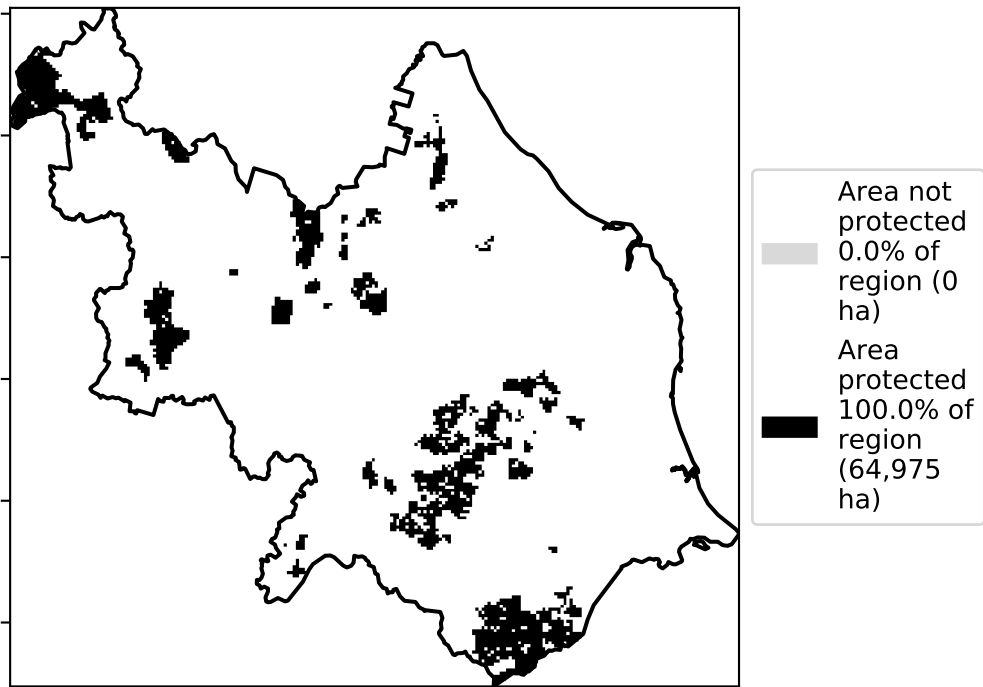 Area not
protected
0.0% of
region (0
ha)
Area
protected
100.0% of
region
(64,975
ha)